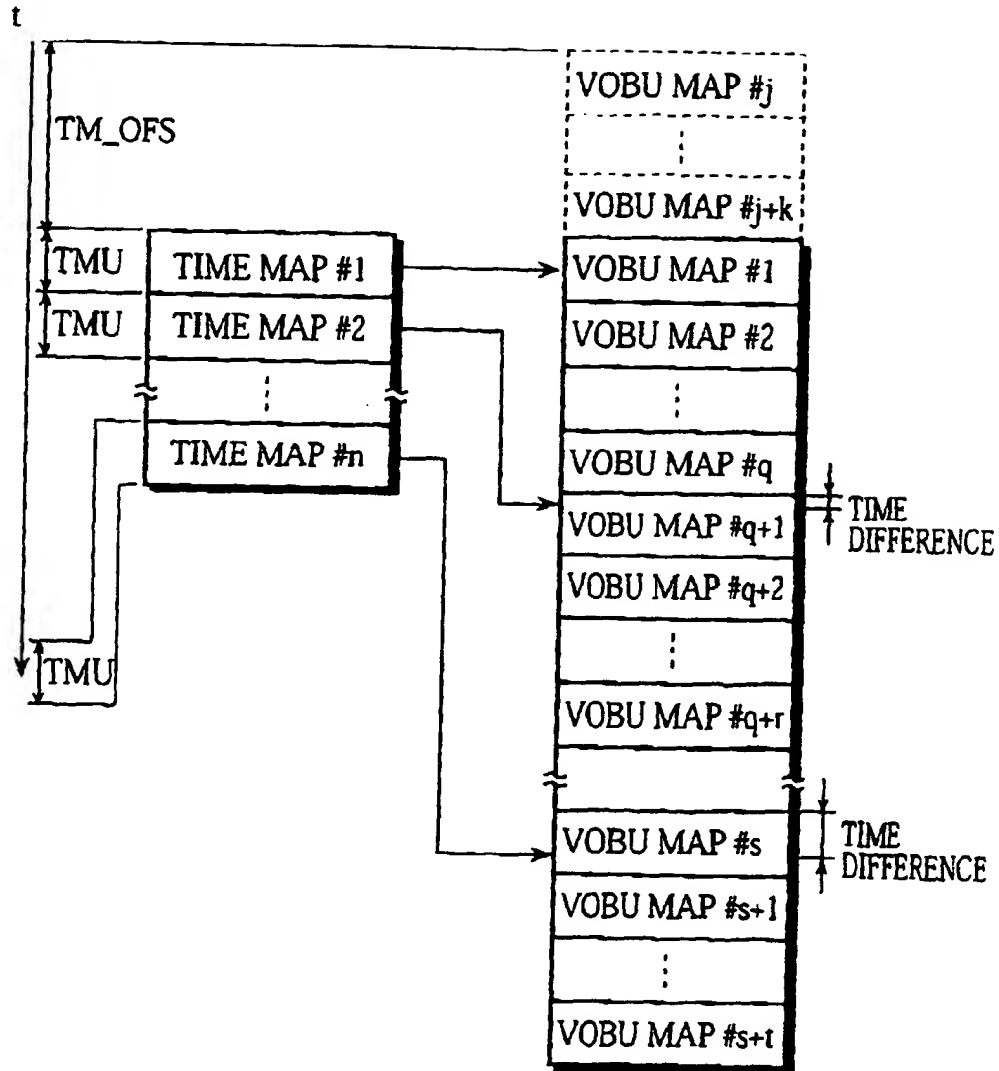 t
VOBU MAP #j
TM_OFS
VOBU MAP #j+k
TMU
TIME MAP #1
VOBU MAP #1
TMU
TIME MAP #2
VOBU MAP #2
TIME MAP #n
VOBU MAP #q
VOBU MAP #q+1
TIME
DIFFERENCE
VOBU MAP #q+2
TMU
VOBU MAP #q+r
VOBU MAP #s
TIME
DIFFERENCE
VOBU MAP #s+1
VOBU MAP #s+t